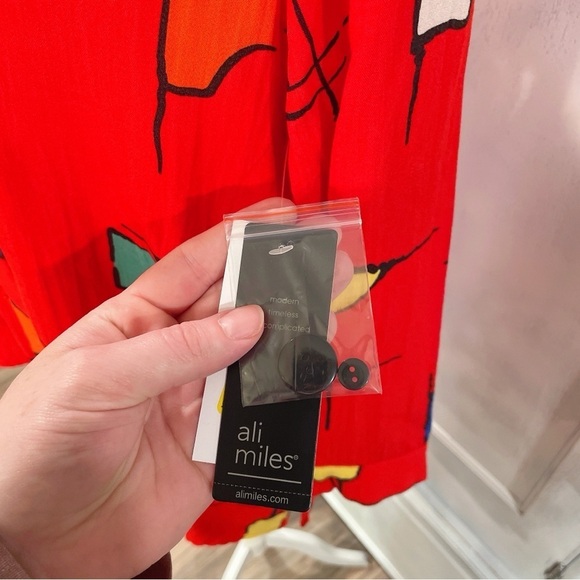 modern
timeless
complicated
ali
miles®
alimiles.com